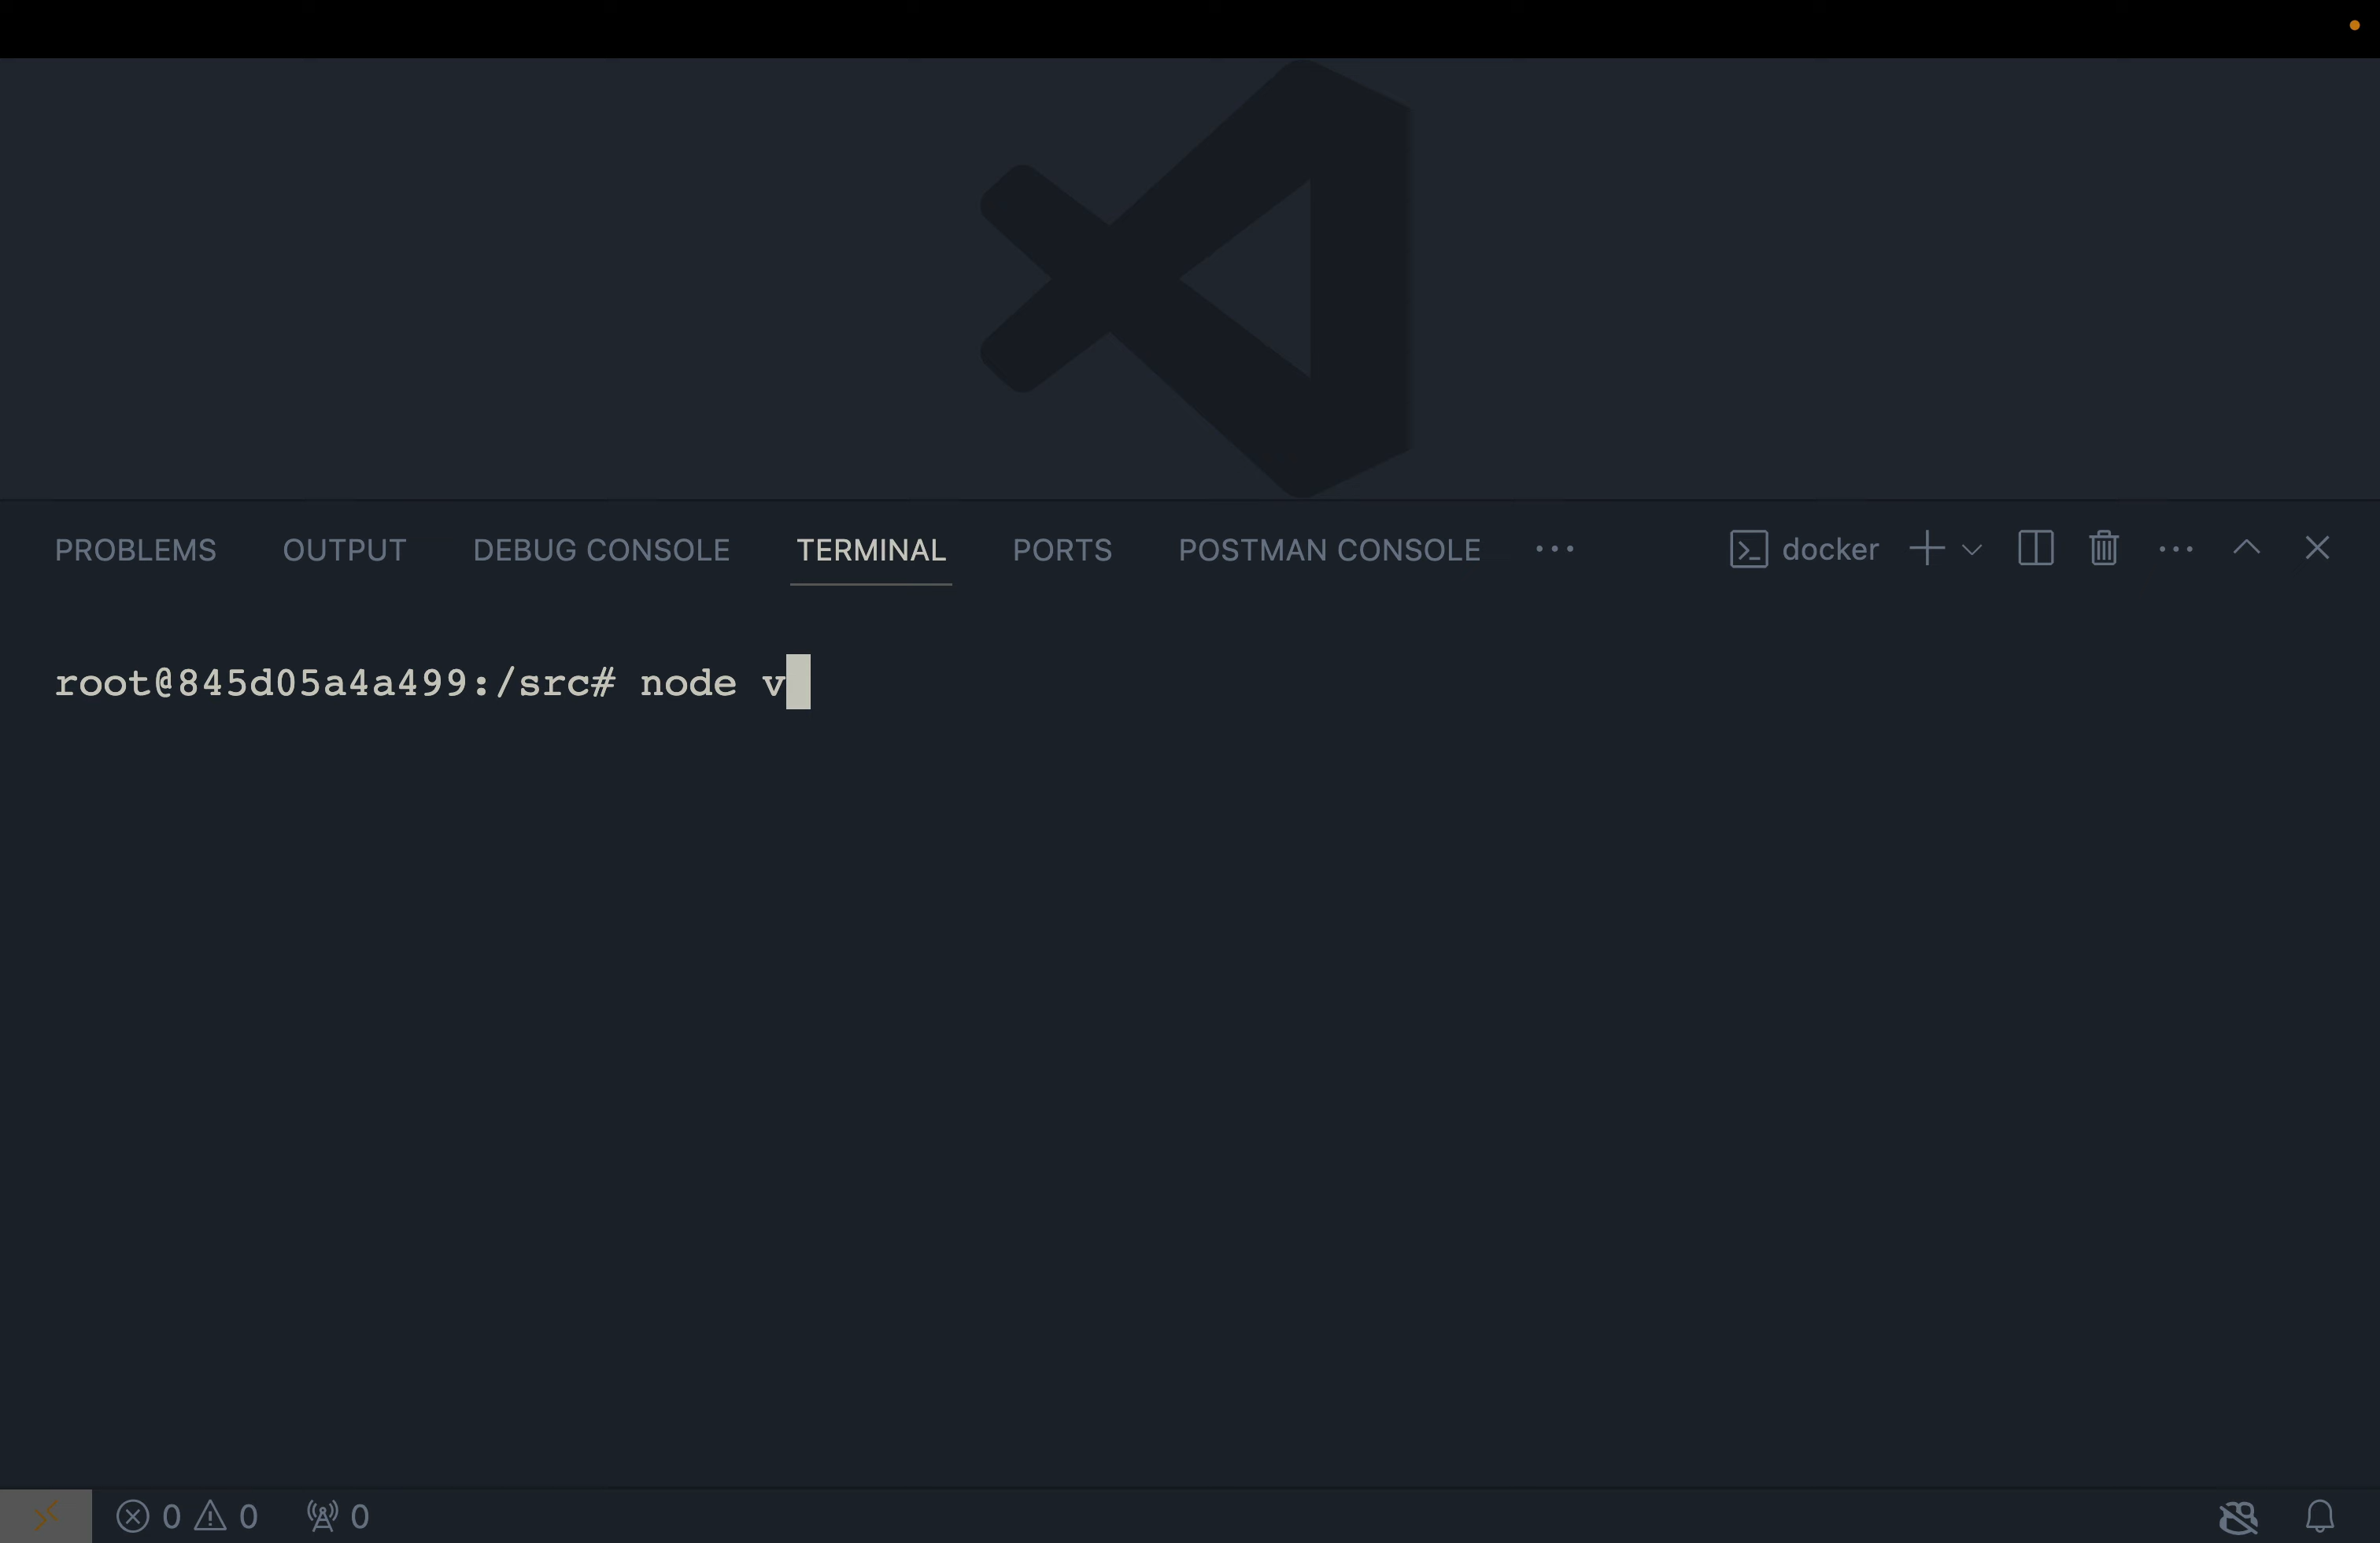 PROBLEMS OUTPUT DEBUG CONSOLE TERMINAL PORTS POSTMAN CONSOLE ... docker
root@845d05a4a499:/src# node v
0 0 0